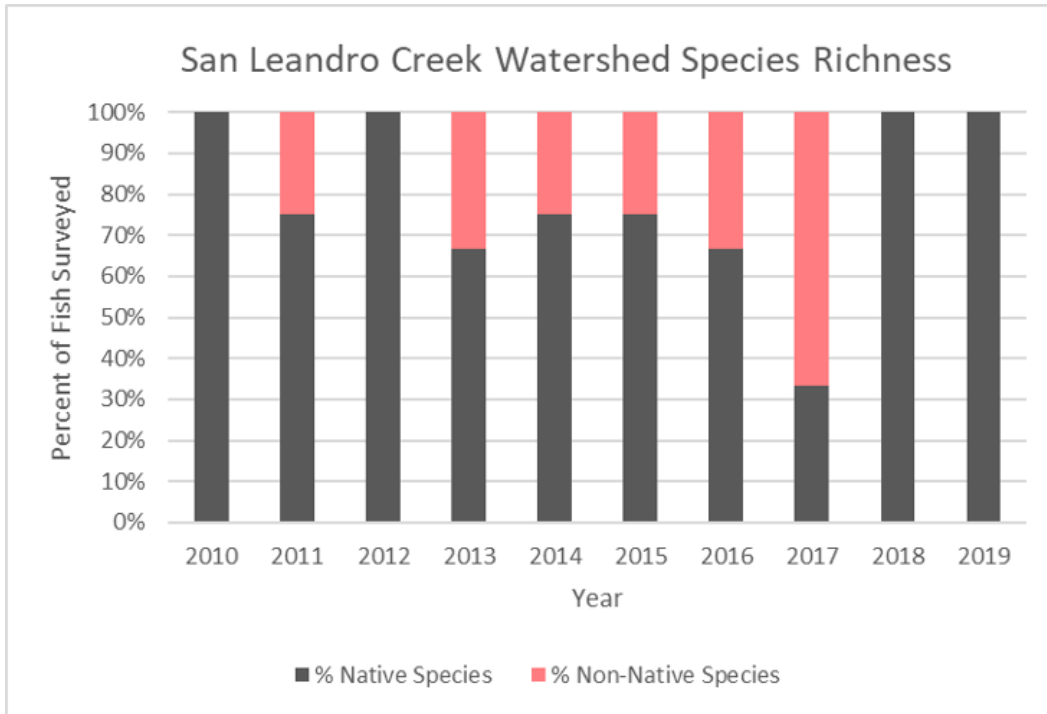 San Leandro Creek Watershed Species Richness
Percent of Fish Surveyed
100%
90%
80%
70%
60%
50%
40%
30%
20%
10%
0%
2010 2011 2012 2013 2014 2015 2016 2017 2018 2019
Year
% Native Species % Non-Native Species